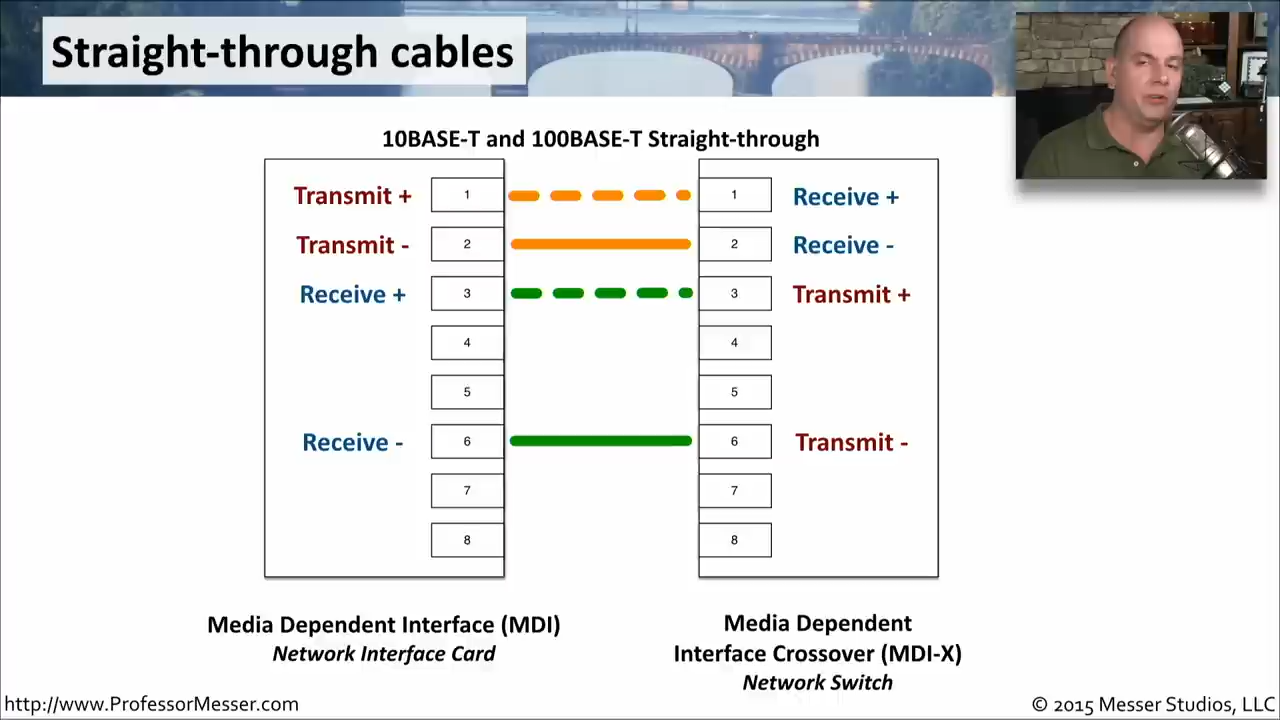 Straight-through cables
10BASE-T and 100BASE-T Straight-through
Transmit + 1 1 Receive +
Transmit - 2 2 Receive -
Receive + 3 3 Transmit +
4 4
5 5
Receive - 6 6 Transmit -
7 7
8 8
Media Dependent Interface (MDI)
Network Interface Card
Media Dependent
Interface Crossover (MDI-X)
Network Switch
http://www.ProfessorMesser.com
© 2015 Messer Studios, LLC